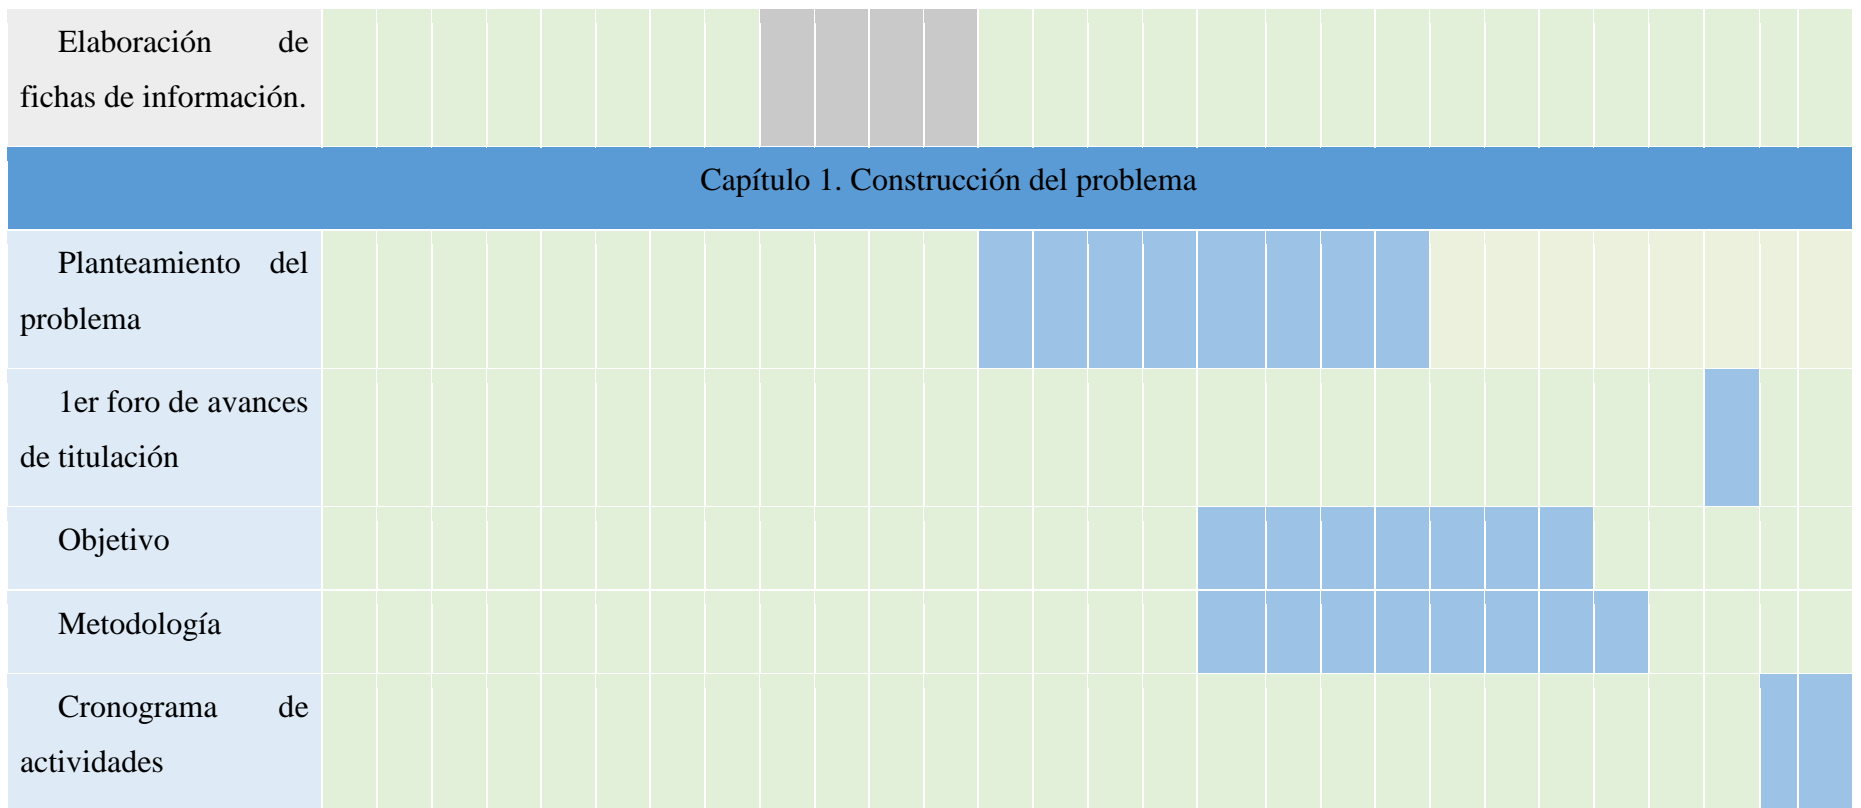 Elaboración de
fichas de información.
Capítulo 1. Construcción del problema
Planteamiento del
problema
1er foro de avances
de titulación
Objetivo
Metodología
Cronograma de
actividades